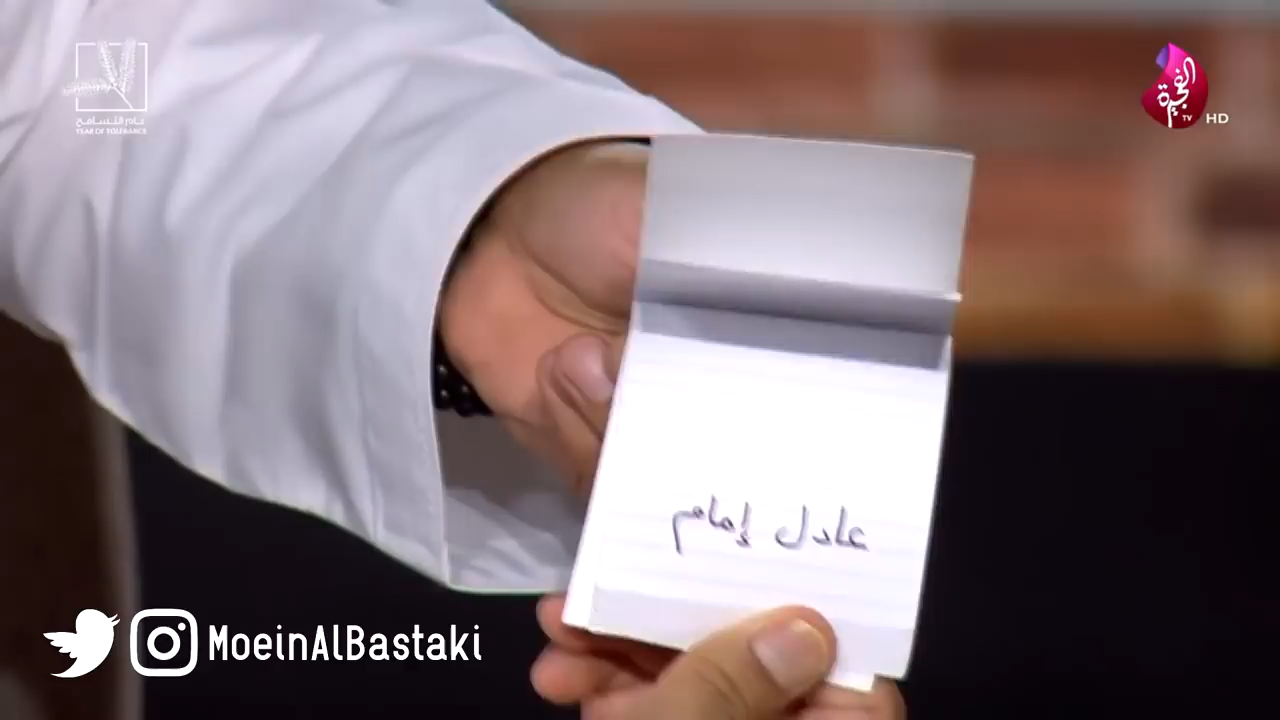 عام التسامح
YEAR OF TOLERANCE
الفجيرة
TV
HD
عادل إمام
MoeinAlBastaki